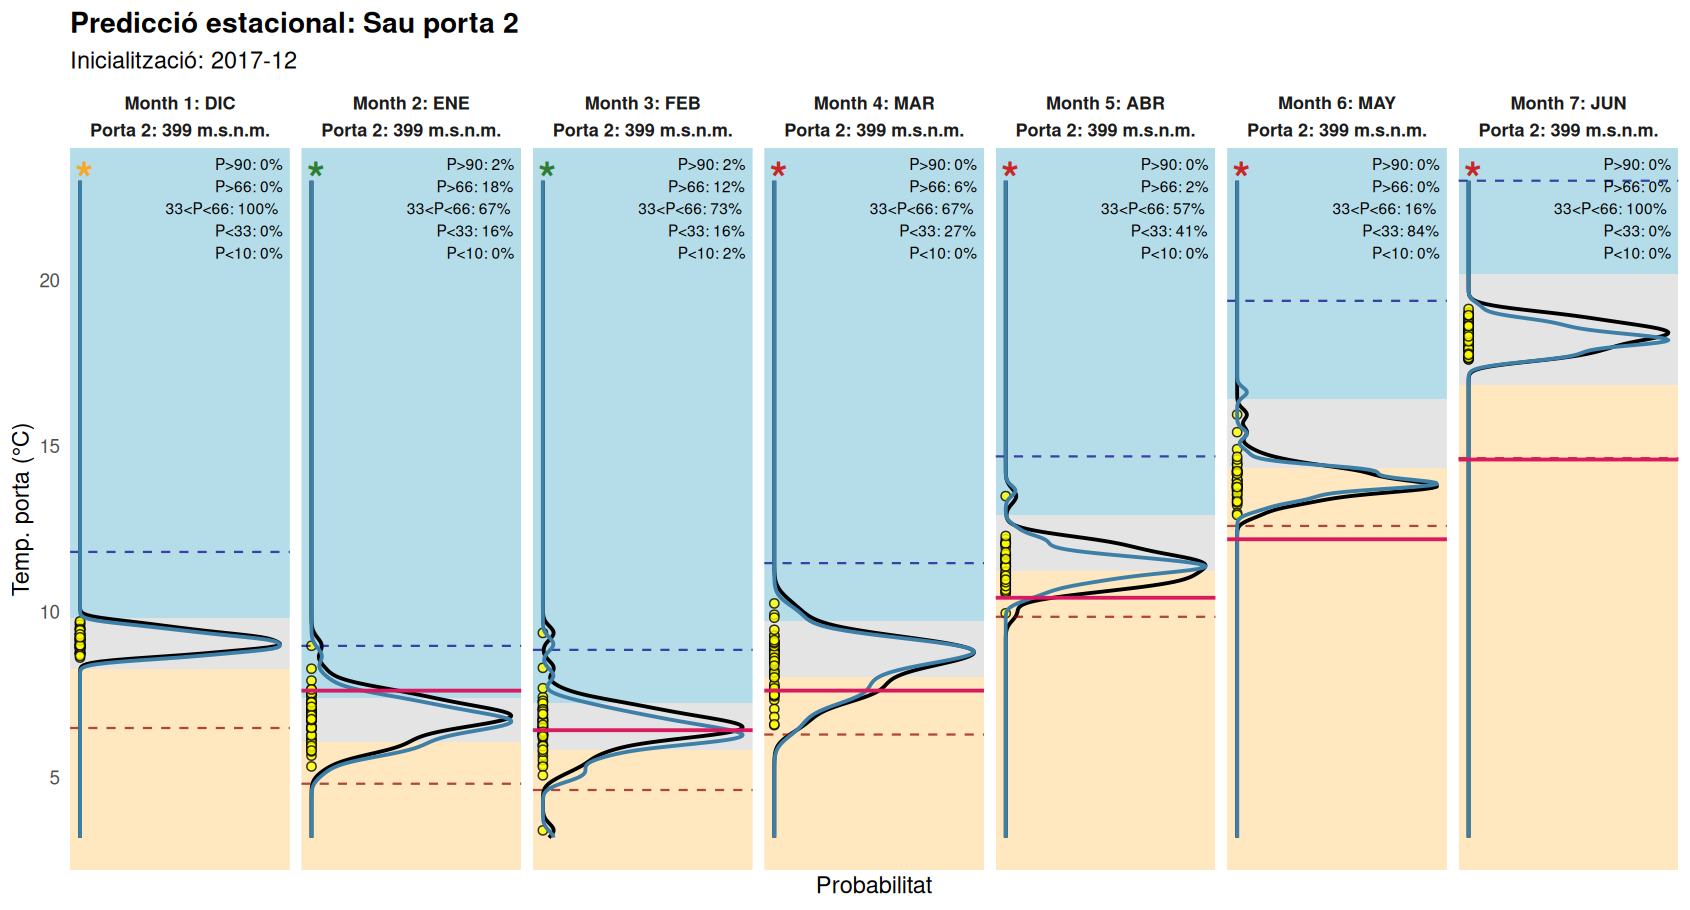 Predicció estacional: Sau porta 2
Inicialització: 2017-12
Month 1: DIC
Porta 2: 399 m.s.n.m.
Month 2: ENE
Porta 2: 399 m.s.n.m.
Month 3: FEB
Porta 2: 399 m.s.n.m.
Month 4: MAR
Porta 2: 399 m.s.n.m.
Month 5: ABR
Porta 2: 399 m.s.n.m.
Month 6: MAY
Porta 2: 399 m.s.n.m.
Month 7: JUN
Porta 2: 399 m.s.n.m.
*
P>90: 0%
P>66: 0%
33<P<66: 100%
P<33: 0%
P<10: 0%
*
P>90: 2%
P>66: 18%
33<P<66: 67%
P<33: 16%
P<10: 0%
*
P>90: 2%
P>66: 12%
33<P<66: 73%
P<33: 16%
P<10: 2%
*
P>90: 0%
P>66: 6%
33<P<66: 67%
P<33: 27%
P<10: 0%
*
P>90: 0%
P>66: 2%
33<P<66: 57%
P<33: 41%
P<10: 0%
*
P>90: 0%
P>66: 0%
33<P<66: 16%
P<33: 84%
P<10: 0%
*
P>90: 0%
P>66: 0%
33<P<66: 100%
P<33: 0%
P<10: 0%
Temp. porta (°C)
20
15
10
5
Probabilitat